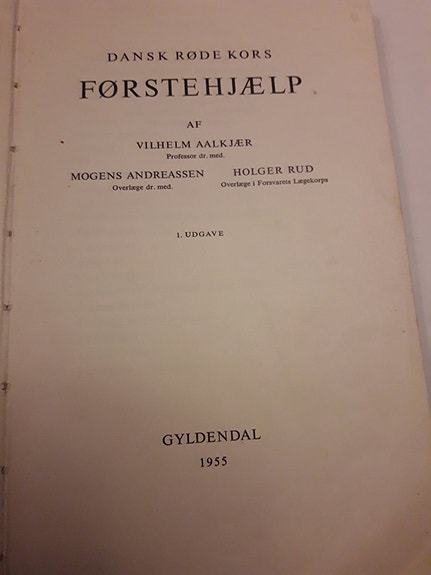 DANSK RØDE KORS
FØRSTEHJÆLP
AF
VILHELM AALKJÆR
Professor dr. med.
MOGENS ANDREASSEN
Overlæge dr. med.
HOLGER RUD
Overlæge i Forsvarets Lægekorps
1. UDGAVE
GYLDENDAL
1955